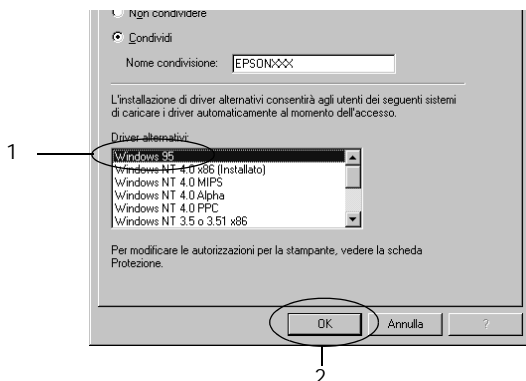 Non condividere
Condividi
Nome condivisione: EPSONXXX
L'installazione di driver alternativi consentirà agli utenti dei seguenti sistemi
di caricare i driver automaticamente al momento dell'accesso.
Driver alternativi:
1
Windows 95
Windows NT 4.0 x86 (Installato)
Windows NT 4.0 MIPS
Windows NT 4.0 Alpha
Windows NT 4.0 PPC
Windows NT 3.5 o 3.51 x86
Per modificare le autorizzazioni per la stampante, vedere la scheda
Protezione.
OK Annulla ?
2